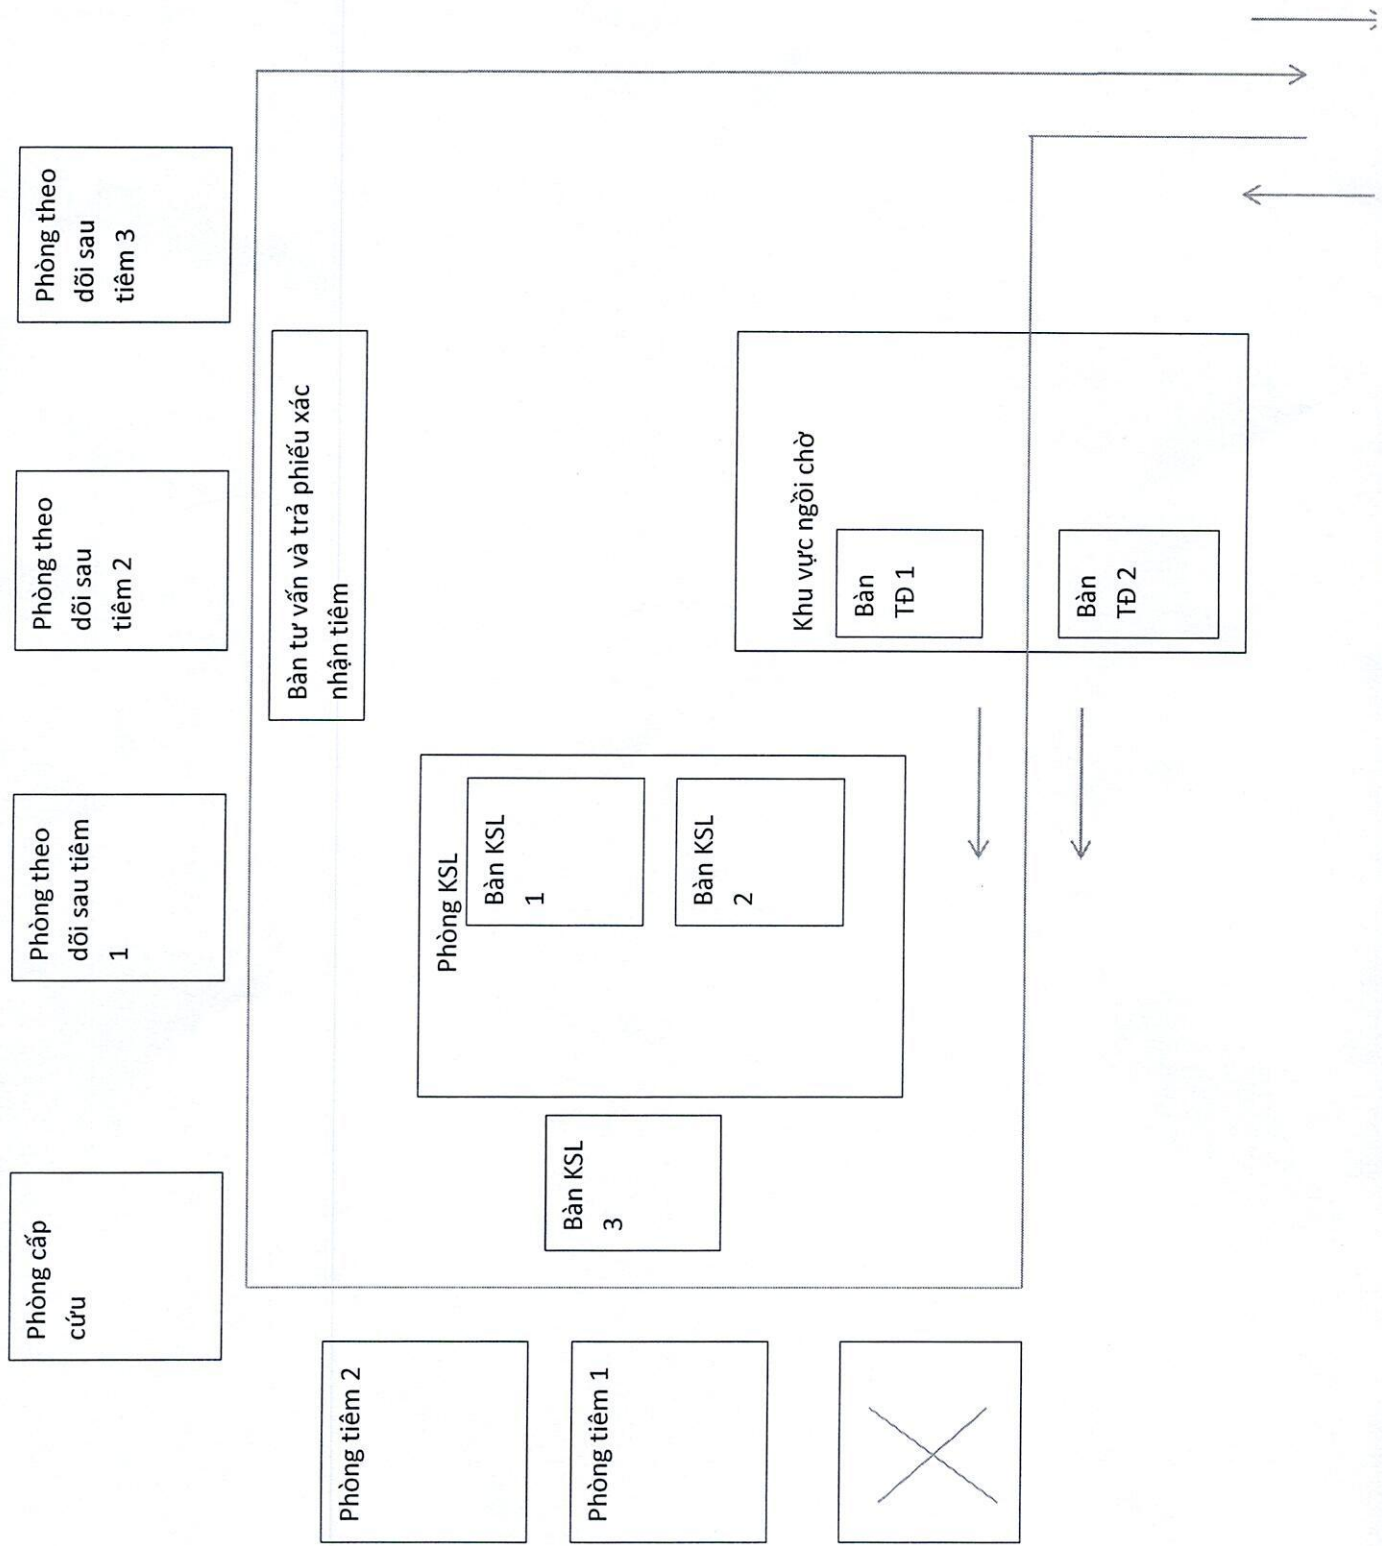 Phòng cấp
cứu
Phòng theo
dõi sau tiêm
1
Phòng theo
dõi sau
tiêm 2
Phòng theo
dõi sau
tiêm 3
Bàn tư vấn và trả phiếu xác
nhận tiêm
Phòng tiêm 2
Phòng tiêm 1
Bàn KSL
3
Phòng KSL
Bàn KSL
1
Bàn KSL
2
Khu vực ngồi chờ
Bàn
TĐ 1
Bàn
TĐ 2